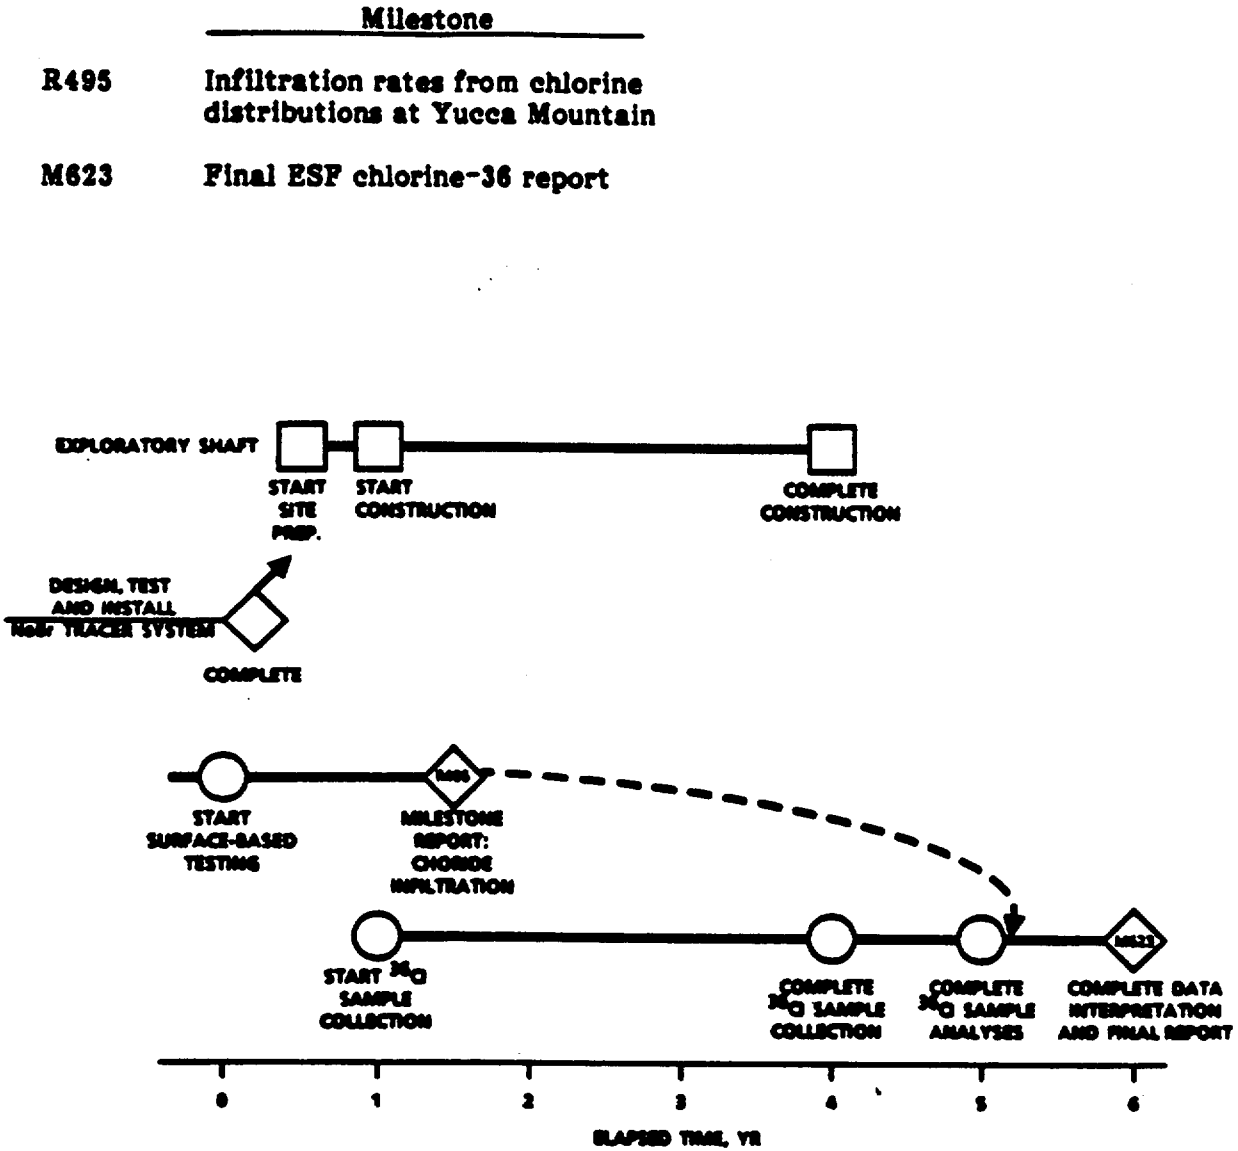 Milestone
R495 Infiltration rates from chlorine
distributions at Yucca Mountain
M623 Final ESF chlorine-36 report
EXPLORATORY SHAFT
START
SITE
PREP.
START
CONSTRUCTION
COMPLETE
CONSTRUCTION
DESIGN, TEST
AND INSTALL
TRACER SYSTEM
COMPLETE
START
SURFACE-BASED
TESTING
MILESTONE
REPORT:
CHORIDE
INFILTRATION
START 36Cl
SAMPLE
COLLECTION
COMPLETE
36Cl SAMPLE
COLLECTION
COMPLETE
36Cl SAMPLE
ANALYSES
M623
COMPLETE DATA
INTERPRETATION
AND FINAL REPORT
0 1 2 3 4 5 6
ELAPSED TIME, YR